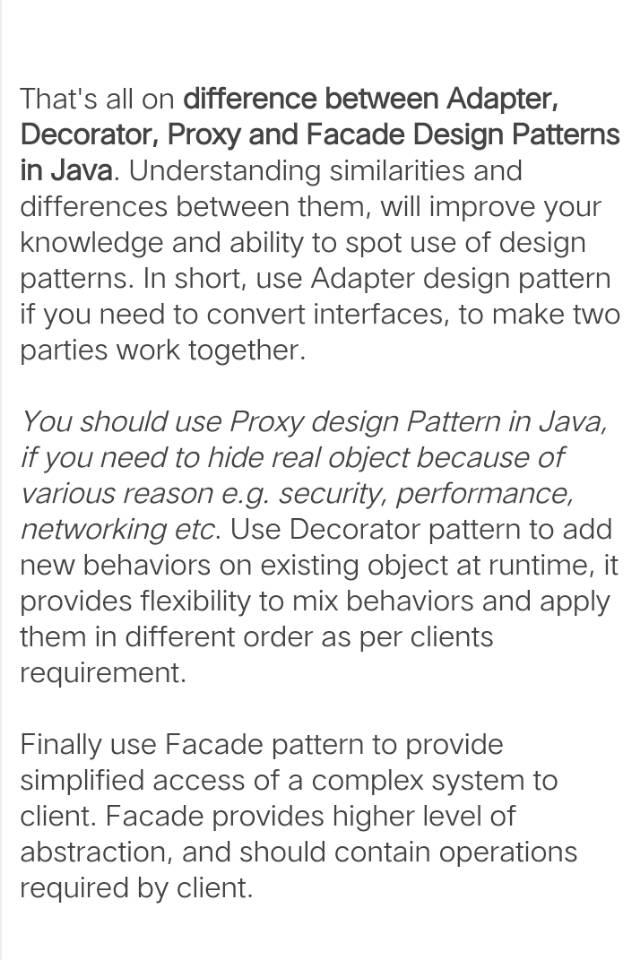 That's all on difference between Adapter,
Decorator, Proxy and Facade Design Patterns
in Java. Understanding similarities and
differences between them, will improve your
knowledge and ability to spot use of design
patterns. In short, use Adapter design pattern
if you need to convert interfaces, to make two
parties work together.
You should use Proxy design Pattern in Java,
if you need to hide real object because of
various reason e.g. security, performance,
networking etc. Use Decorator pattern to add
new behaviors on existing object at runtime, it
provides flexibility to mix behaviors and apply
them in different order as per clients
requirement.
Finally use Facade pattern to provide
simplified access of a complex system to
client. Facade provides higher level of
abstraction, and should contain operations
required by client.